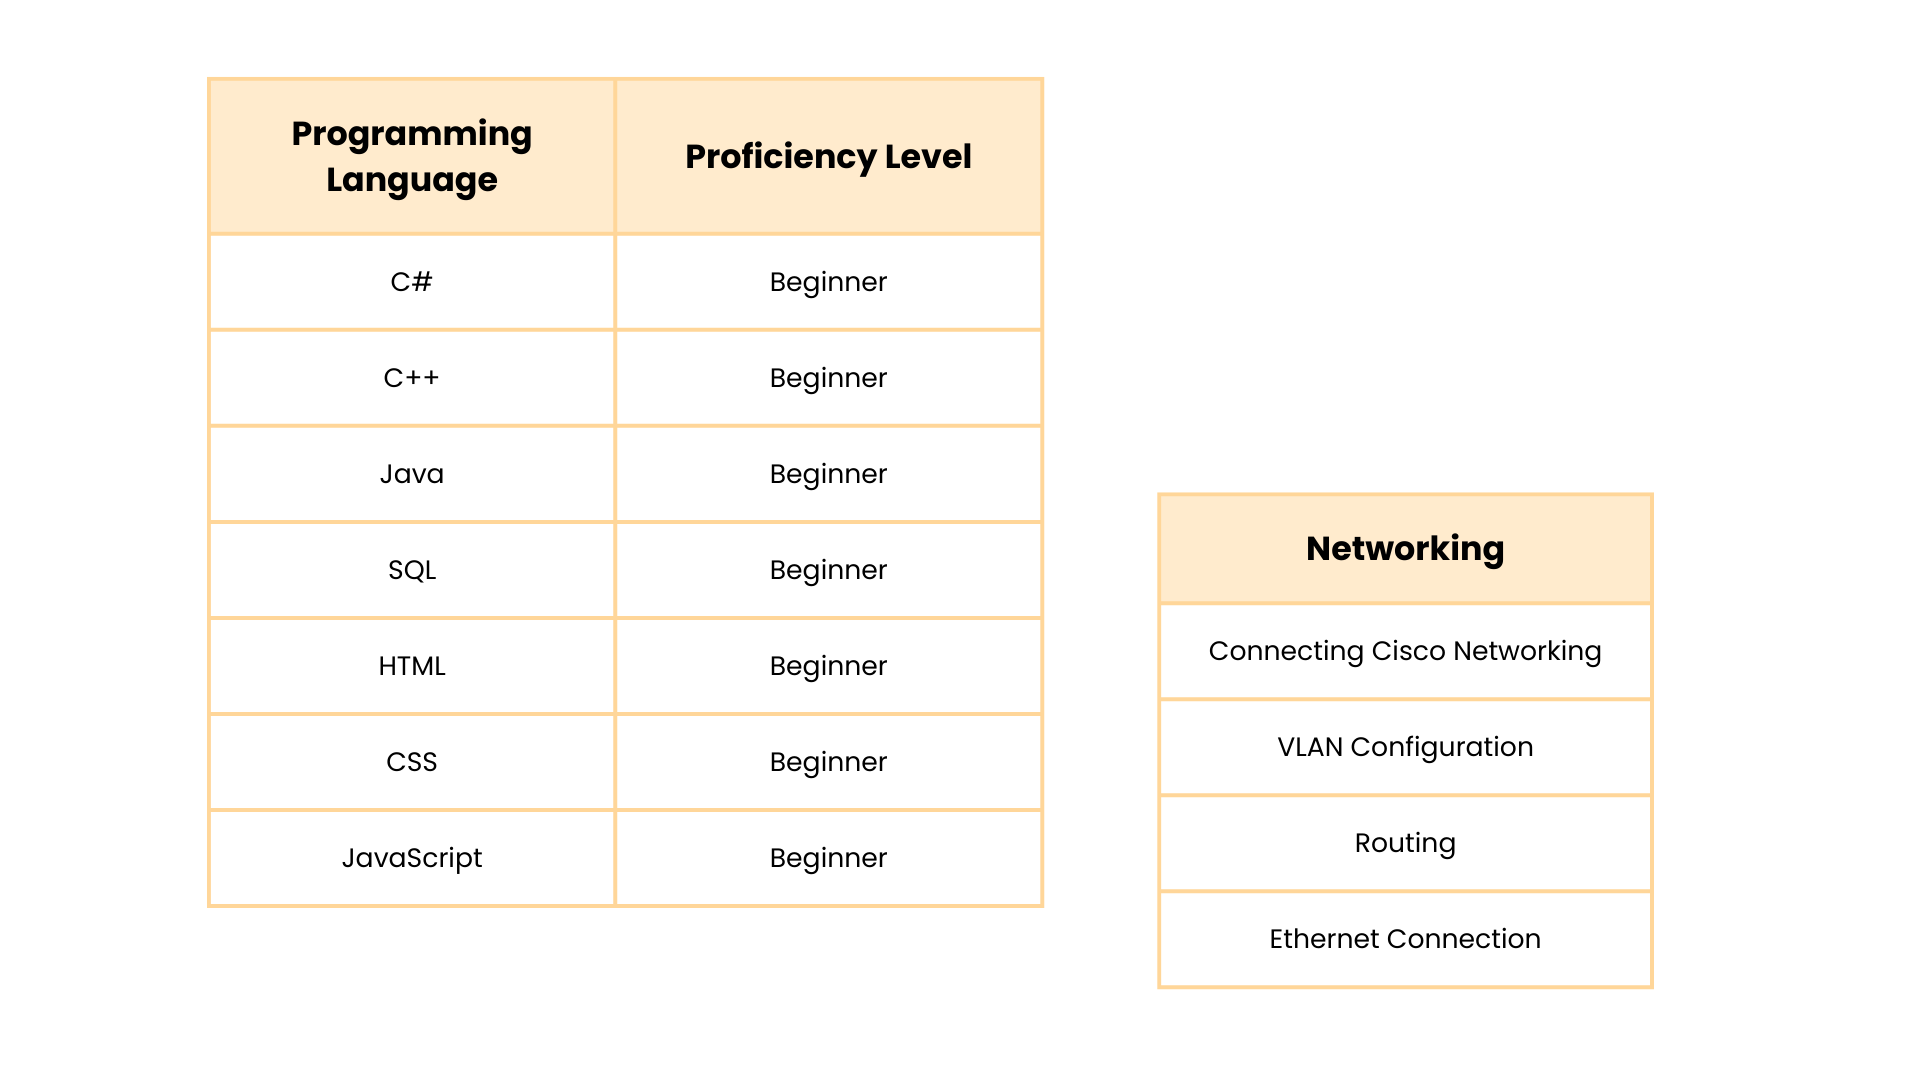 Programming
Language
Proficiency Level
C#
Beginner
C++
Beginner
Java
Beginner
SQL
Beginner
HTML
Beginner
CSS
Beginner
JavaScript
Beginner
Networking
Connecting Cisco Networking
VLAN Configuration
Routing
Ethernet Connection